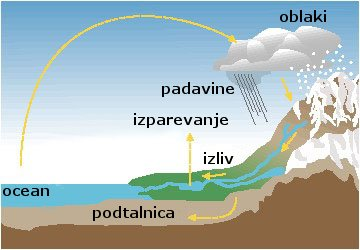 oblaki
padavine
izparevanje
izliv
ocean
podtalnica